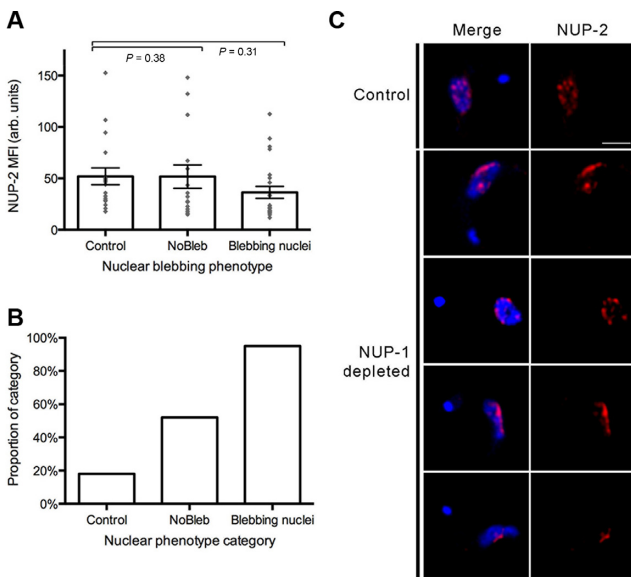 A
P = 0.38
P = 0.31
NUP-2 MFI (arb. units)
150
100
50
0
Control
NoBleb
Blebbing nuclei
Nuclear blebbing phenotype
B
Proportion of category
100%
80%
60%
40%
20%
0%
Control
NoBleb
Blebbing nuclei
Nuclear phenotype category
C
Merge
NUP-2
Control
NUP-1
depleted